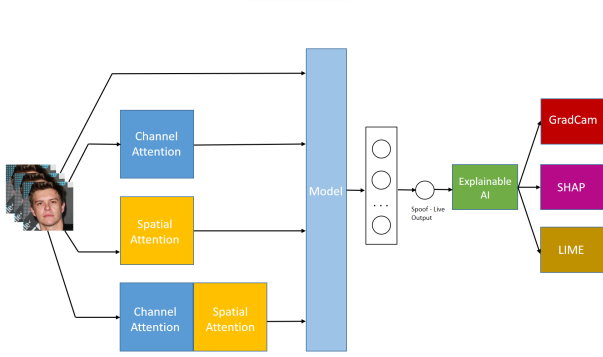 Channel
Attention
Spatial
Attention
Channel
Attention
Spatial
Attention
Model
. . .
Spoof - Live
Output
Explainable
AI
GradCam
SHAP
LIME